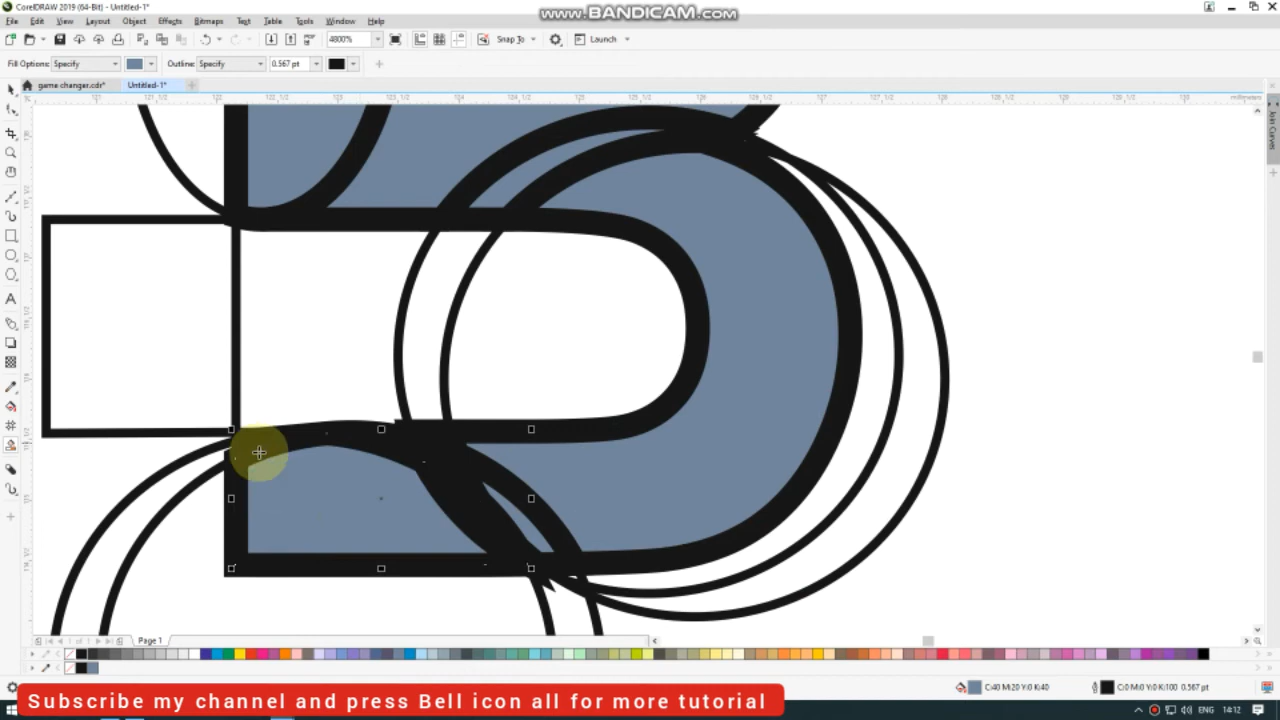 CorelDRAW 2019 (64-Bit) - Untitled-1*
www.BANDICAM.com
File Edit View Layout Object Effects Bitmaps Text Table Tools Window Help
4800% Snap To Launch
Fill Options: Specify Outline: Specify 0.567 pt
game changer.cdr* Untitled-1*
millimeters
Join Curves
Page 1
C:40 M:20 Y:0 K:40 C:0 M:0 Y:0 K:100 0.567 pt
Subscribe my channel and press Bell icon all for more tutorial
ENG 14:12